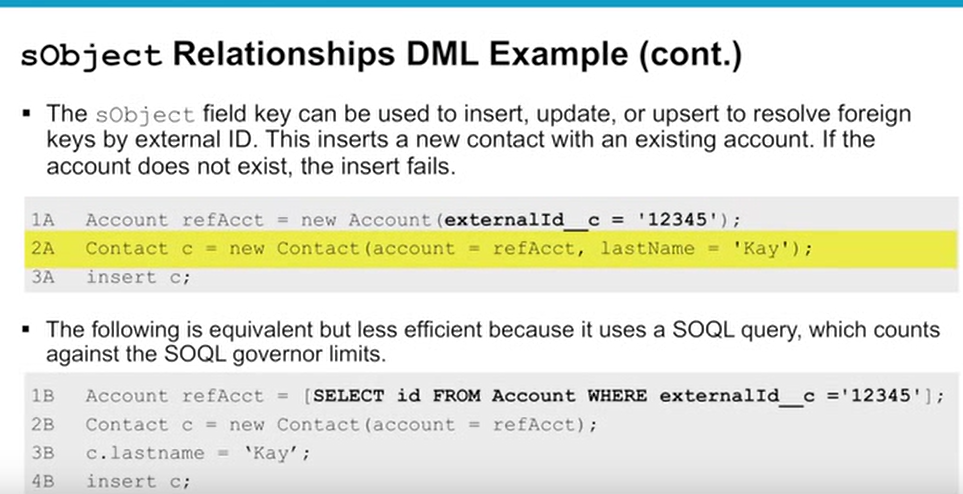 sObject Relationships DML Example (cont.)
▪ The sObject field key can be used to insert, update, or upsert to resolve foreign
keys by external ID. This inserts a new contact with an existing account. If the
account does not exist, the insert fails.
1A Account refAcct = new Account(externalId__c = '12345');
2A Contact c = new Contact(account = refAcct, lastName = 'Kay');
3A insert c;
▪ The following is equivalent but less efficient because it uses a SOQL query, which counts
against the SOQL governor limits.
1B Account refAcct = [SELECT id FROM Account WHERE externalId__c ='12345'];
2B Contact c = new Contact(account = refAcct);
3B c.lastname = ‘Kay’;
4B insert c;